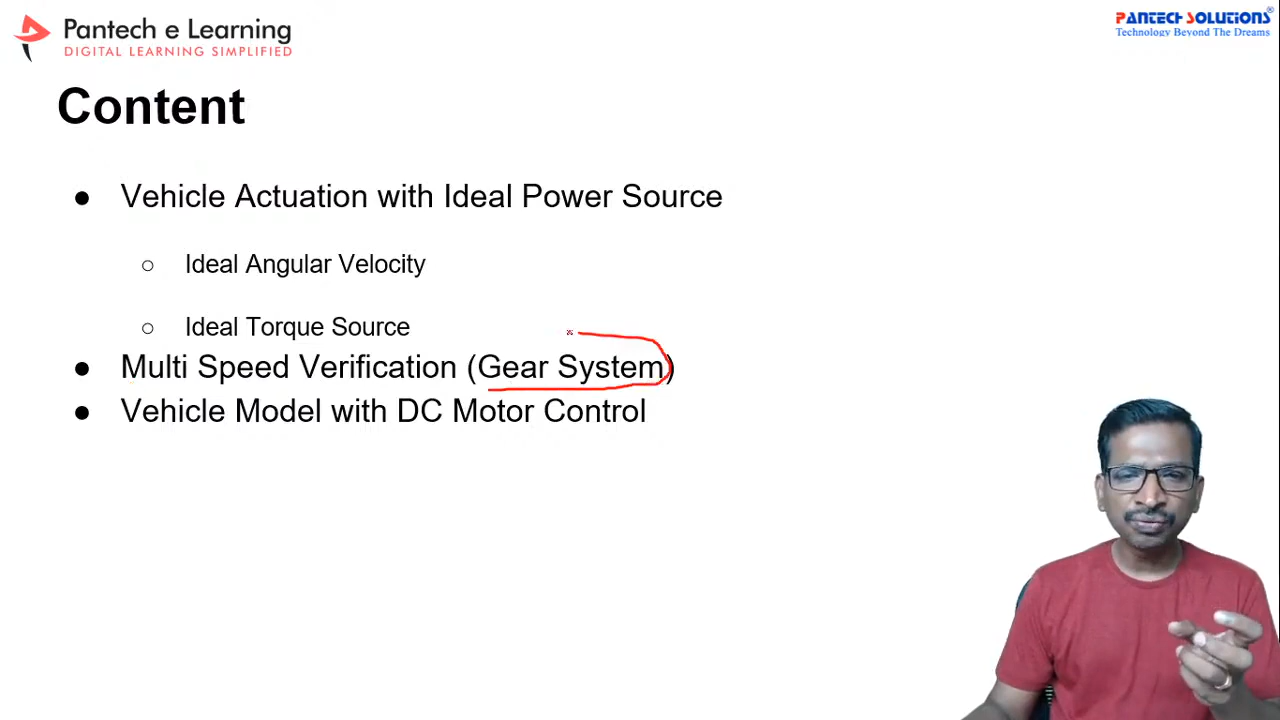 Pantech e Learning
DIGITAL LEARNING SIMPLIFIED
PANTECH SOLUTIONS®
Technology Beyond The Dreams
Content
● Vehicle Actuation with Ideal Power Source
○ Ideal Angular Velocity
○ Ideal Torque Source
● Multi Speed Verification (Gear System)
● Vehicle Model with DC Motor Control